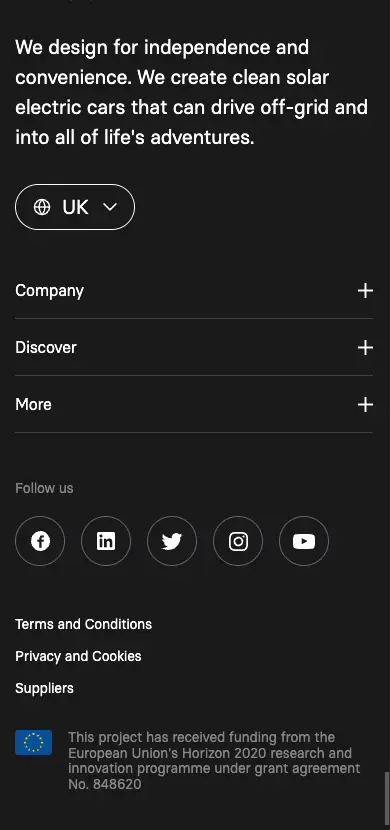 We design for independence and
convenience. We create clean solar
electric cars that can drive off-grid and
into all of life's adventures.
UK
Company
Discover
More
Follow us
Terms and Conditions
Privacy and Cookies
Suppliers
This project has received funding from the
European Union's Horizon 2020 research and
innovation programme under grant agreement
No. 848620